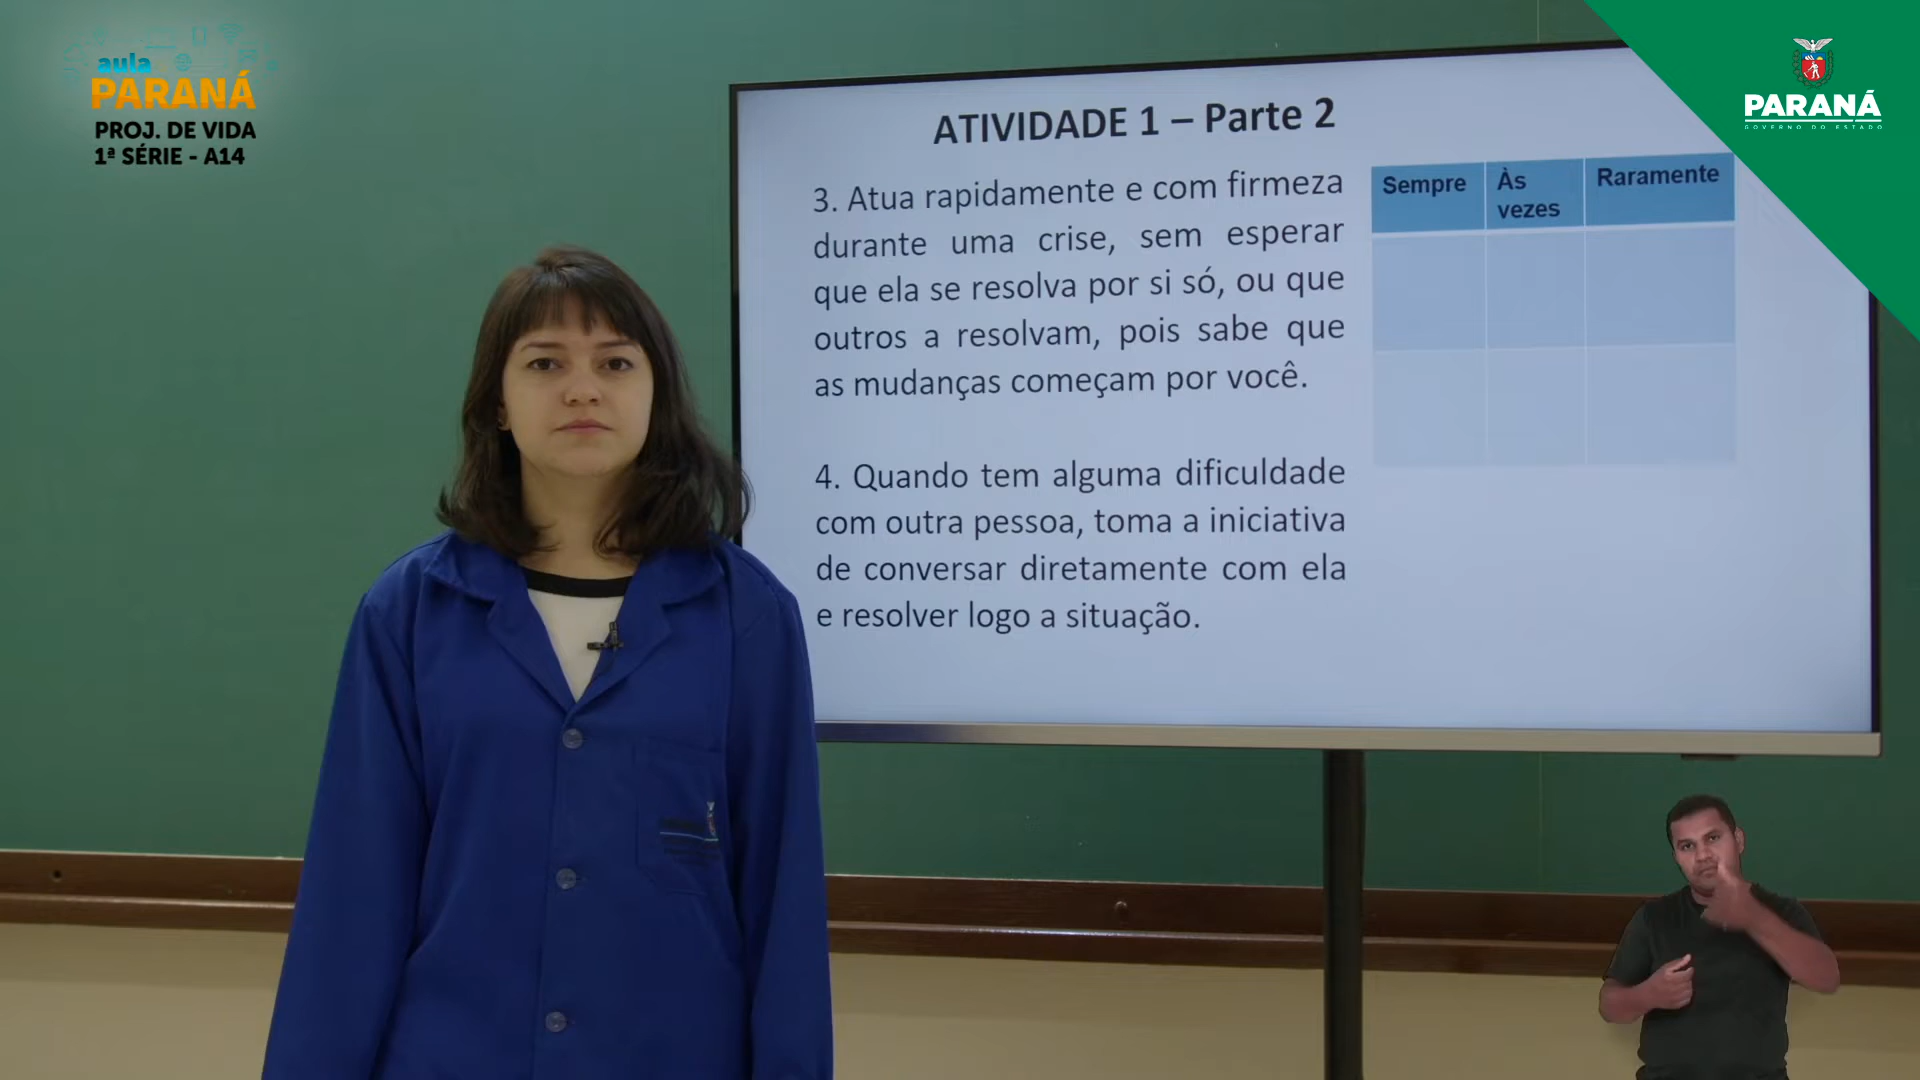 aula
PARANÁ
PROJ. DE VIDA
1ª SÉRIE - A14
PARANÁ
GOVERNO DO ESTADO
ATIVIDADE 1 – Parte 2
3. Atua rapidamente e com firmeza
durante uma crise, sem esperar
que ela se resolva por si só, ou que
outros a resolvam, pois sabe que
as mudanças começam por você.
4. Quando tem alguma dificuldade
com outra pessoa, toma a iniciativa
de conversar diretamente com ela
e resolver logo a situação.
Sempre
Às
vezes
Raramente